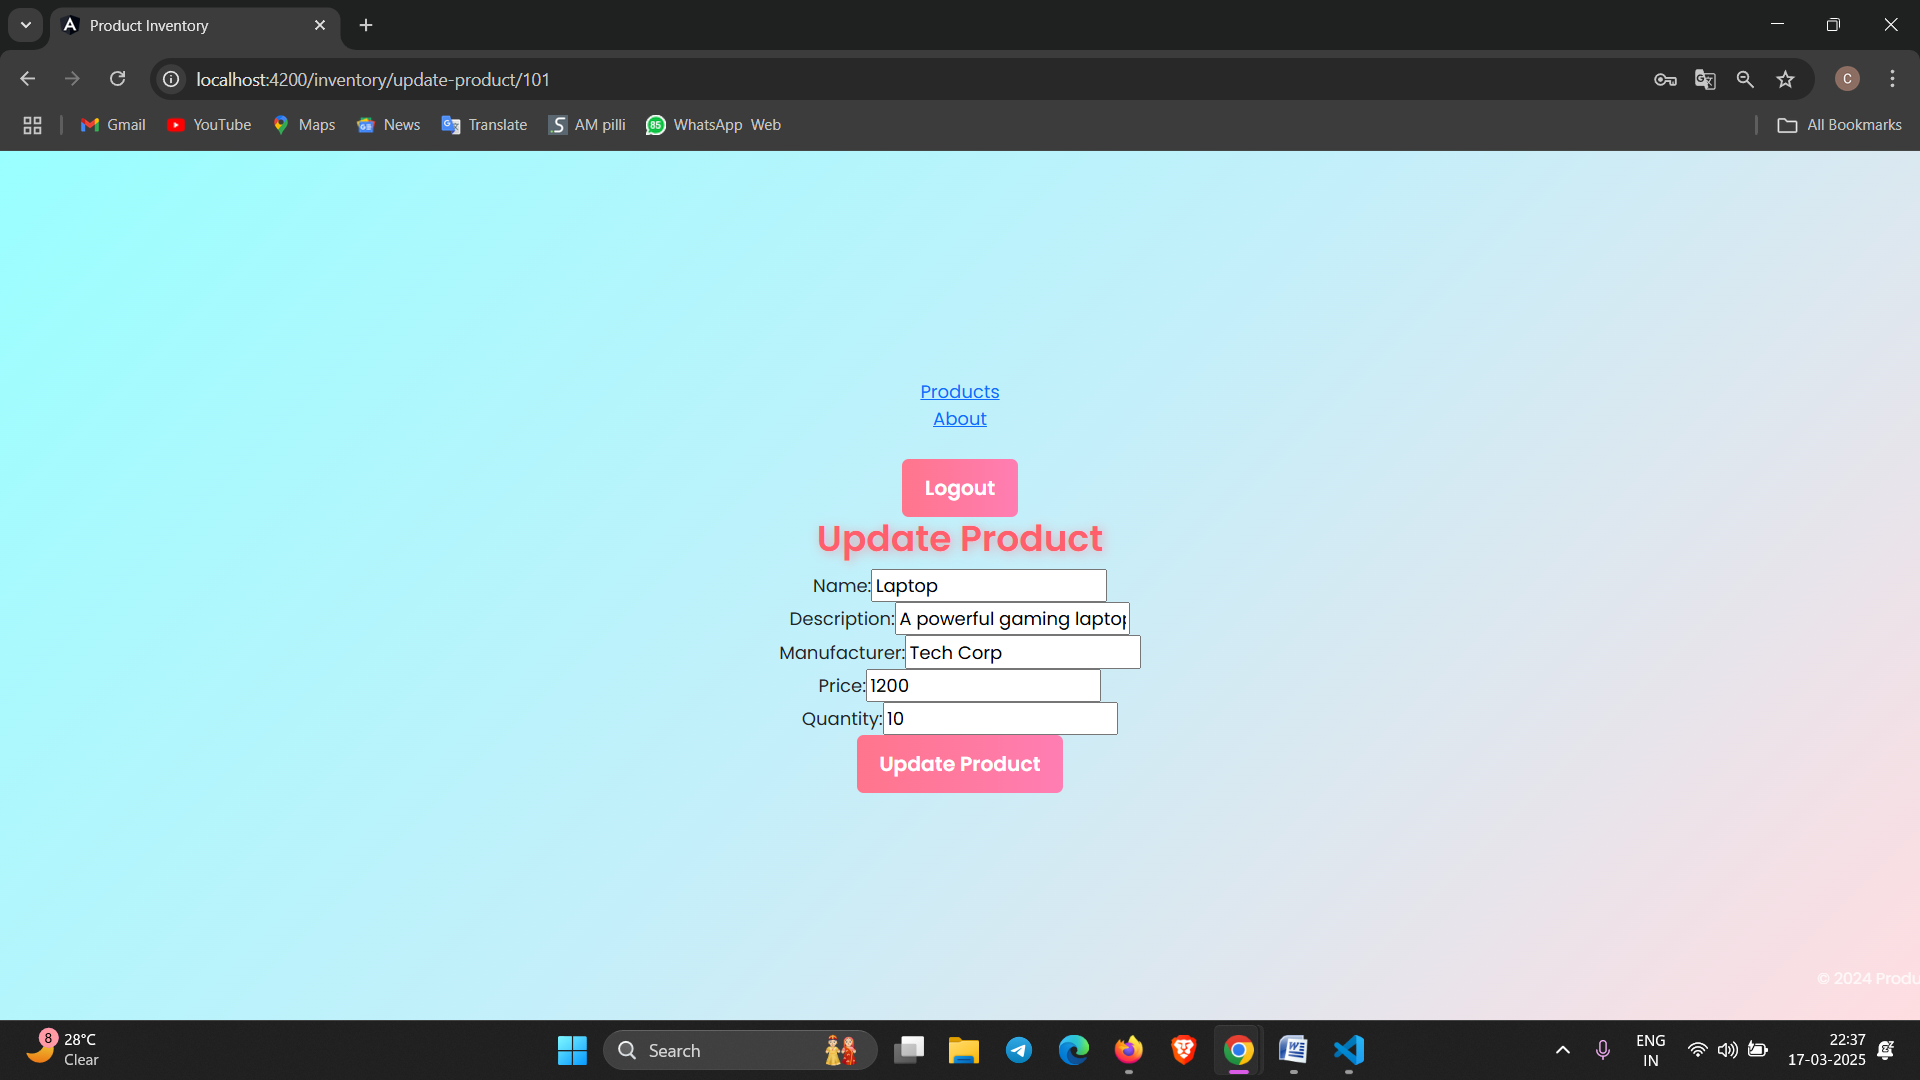 Product Inventory
localhost:4200/inventory/update-product/101
C
Gmail
YouTube
Maps
News
Translate
AM pilli
85
WhatsApp Web
All Bookmarks
Products
About
Logout
Update Product
Name: Laptop
Description: A powerful gaming laptop
Manufacturer: Tech Corp
Price: 1200
Quantity: 10
Update Product
© 2024 Produ
8
28°C
Clear
Search
ENG
IN
22:37
17-03-2025